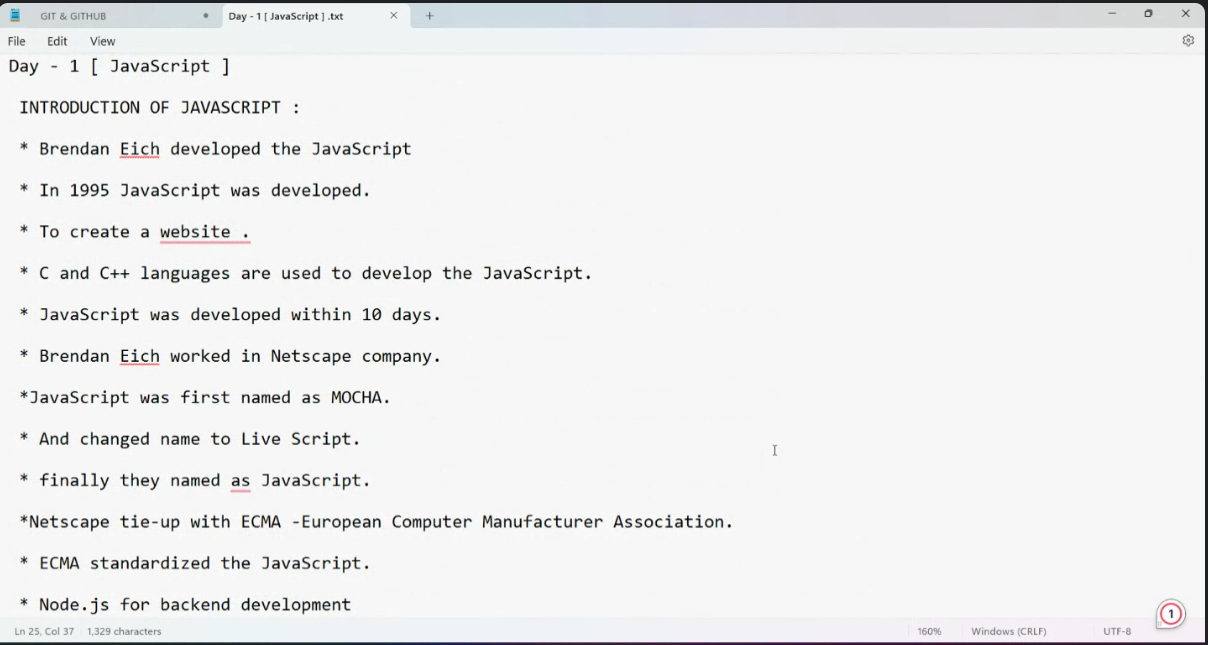 GIT & GITHUB
Day - 1 [ JavaScript ] .txt
File Edit View
Day - 1 [ JavaScript ]
INTRODUCTION OF JAVASCRIPT :
* Brendan Eich developed the JavaScript
* In 1995 JavaScript was developed.
* To create a website .
* C and C++ languages are used to develop the JavaScript.
* JavaScript was developed within 10 days.
* Brendan Eich worked in Netscape company.
*JavaScript was first named as MOCHA.
* And changed name to Live Script.
* finally they named as JavaScript.
*Netscape tie-up with ECMA -European Computer Manufacturer Association.
* ECMA standardized the JavaScript.
* Node.js for backend development
1
Ln 25, Col 37 1,329 characters 160% Windows (CRLF) UTF-8